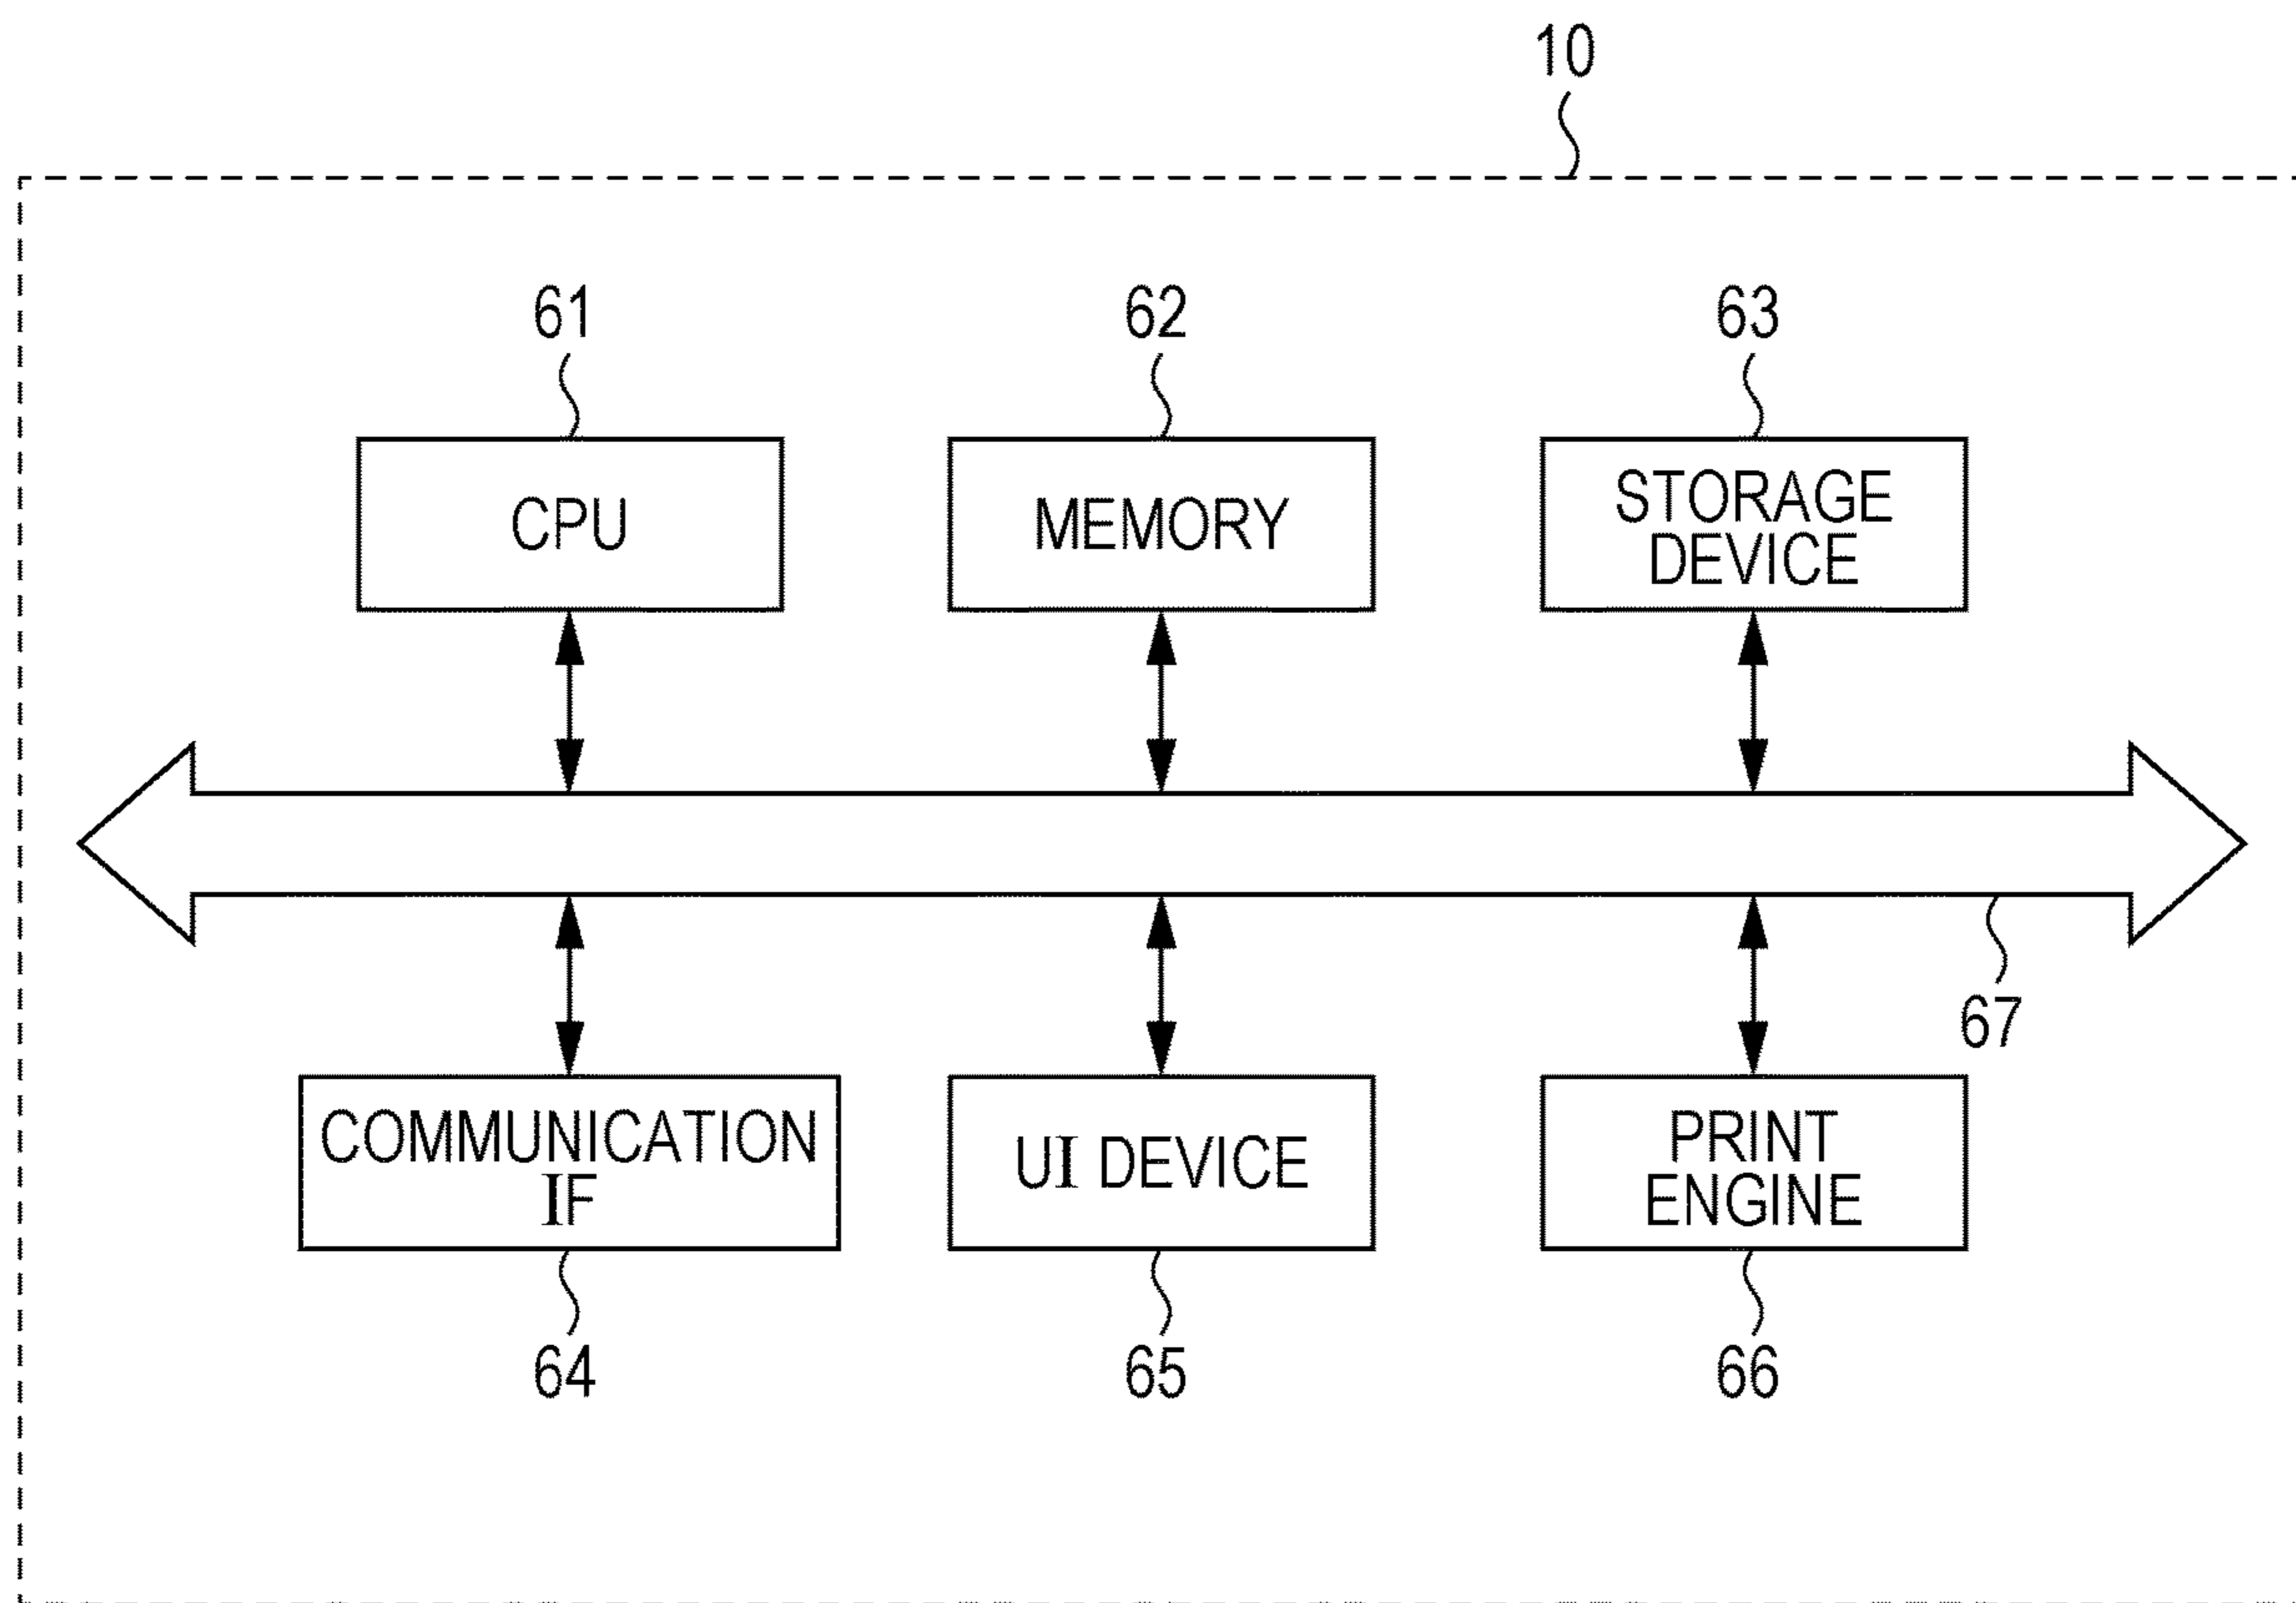 10
61
62
63
CPU
MEMORY
STORAGE
DEVICE
67
COMMUNICATION
IF
UI DEVICE
PRINT
ENGINE
64
65
66